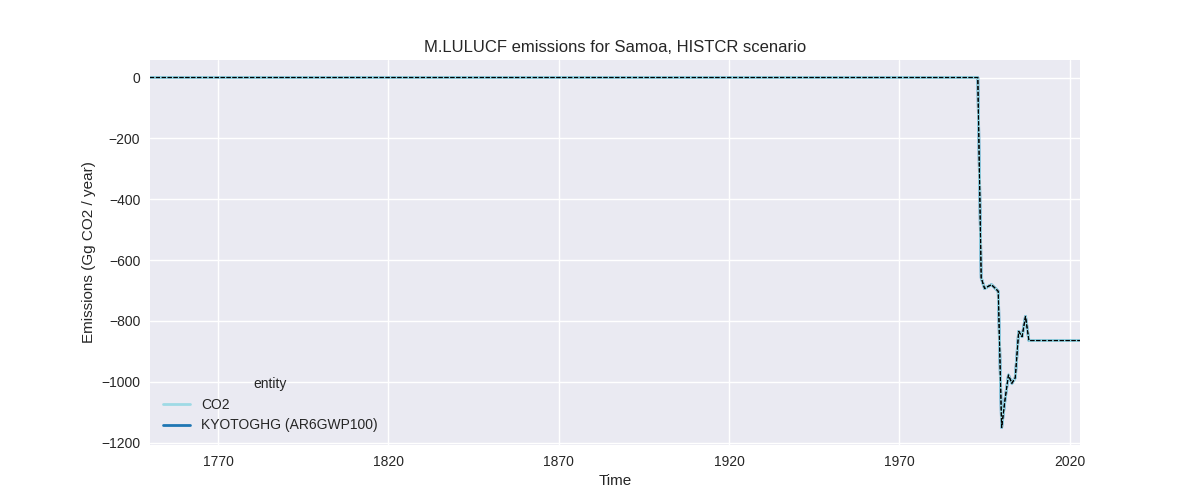 M.LULUCF emissions for Samoa, HISTCR scenario
0
−200
−400
−600
−800
−1000
−1200
Emissions (Gg CO2 / year)
entity
CO2
KYOTOGHG (AR6GWP100)
1770
1820
1870
1920
1970
2020
Time